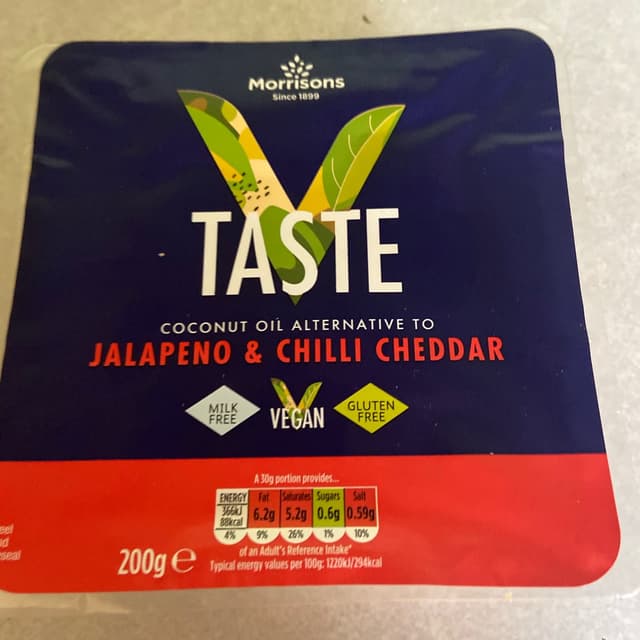 Morrisons
Since 1899
V
TASTE
COCONUT OIL ALTERNATIVE TO
JALAPENO & CHILLI CHEDDAR
MILK
FREE
VEGAN
GLUTEN
FREE
A 30g portion provides...
ENERGY Fat Saturates Sugars Salt
366kJ
88kcal 6.2g 5.2g 0.6g 0.59g
4% 9% 26% 1% 10%
of an Adult's Reference Intake*
Typical energy values per 100g: 1220kJ/294kcal
200g e